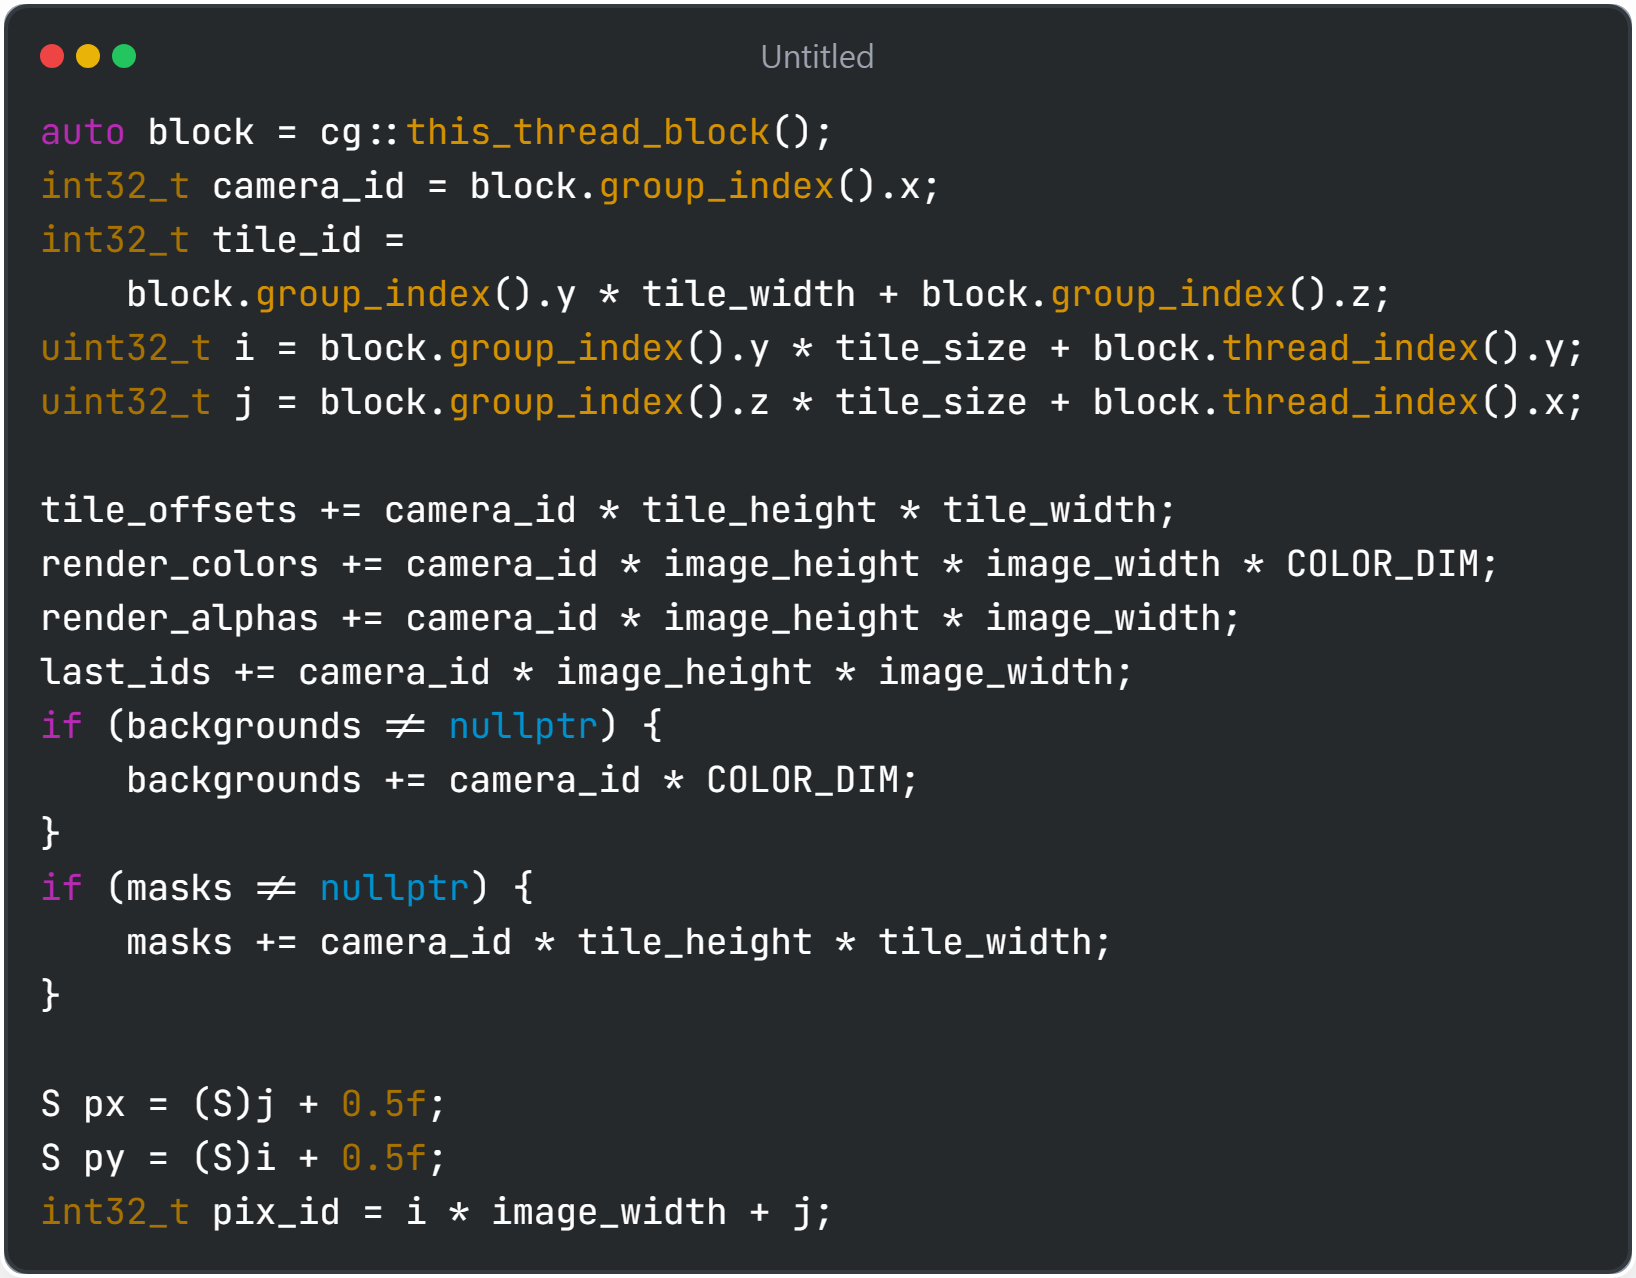 Untitled
auto block = cg::this_thread_block();
int32_t camera_id = block.group_index().x;
int32_t tile_id =
    block.group_index().y * tile_width + block.group_index().z;
uint32_t i = block.group_index().y * tile_size + block.thread_index().y;
uint32_t j = block.group_index().z * tile_size + block.thread_index().x;

tile_offsets += camera_id * tile_height * tile_width;
render_colors += camera_id * image_height * image_width * COLOR_DIM;
render_alphas += camera_id * image_height * image_width;
last_ids += camera_id * image_height * image_width;
if (backgrounds != nullptr) {
    backgrounds += camera_id * COLOR_DIM;
}
if (masks != nullptr) {
    masks += camera_id * tile_height * tile_width;
}

S px = (S)j + 0.5f;
S py = (S)i + 0.5f;
int32_t pix_id = i * image_width + j;